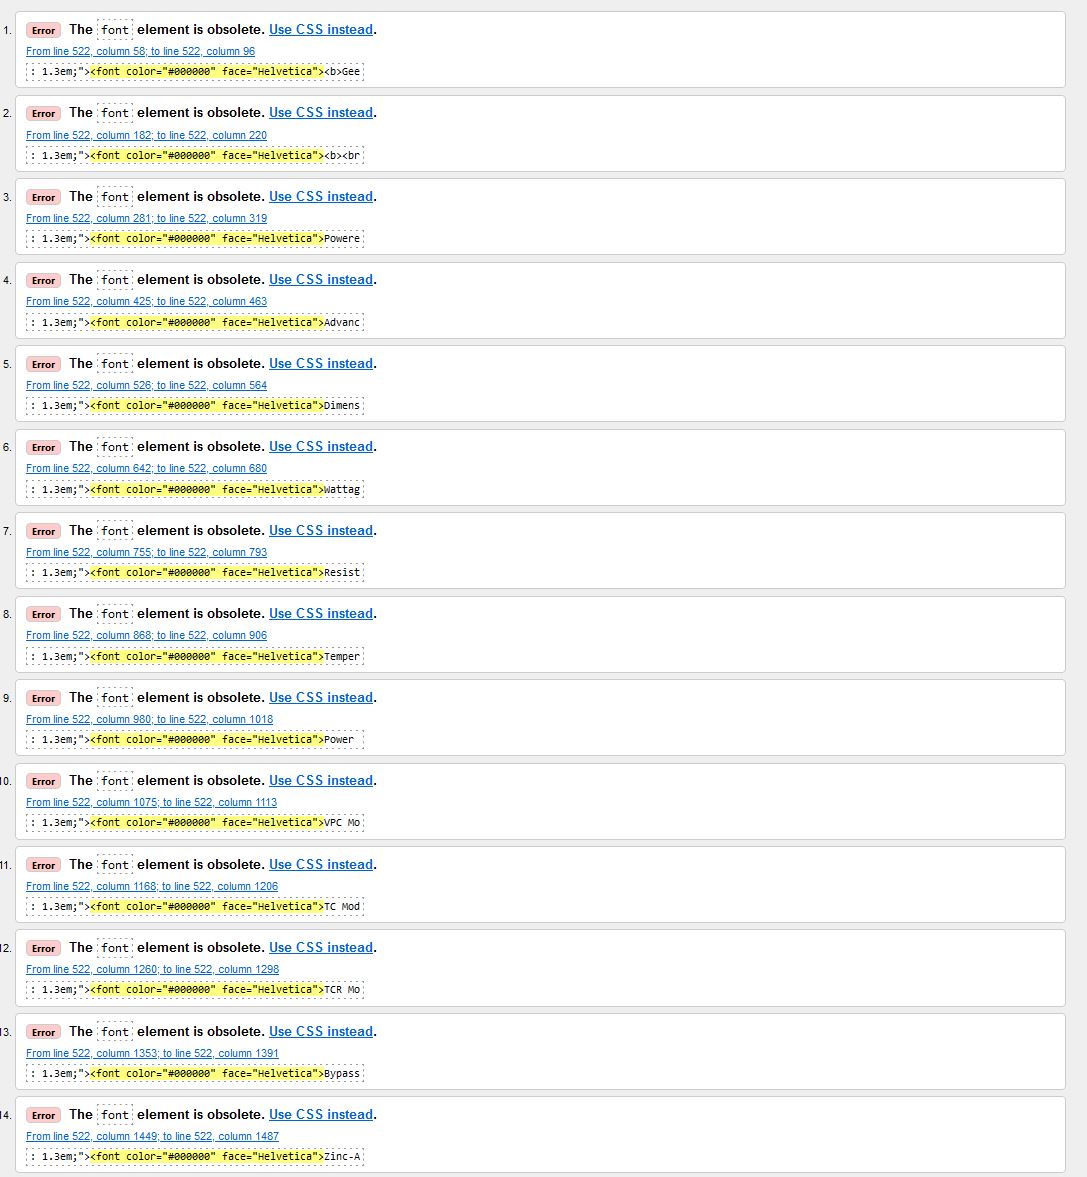 1. Error The font element is obsolete. Use CSS instead.
From line 522, column 58; to line 522, column 96
: 1.3em;"><font color="#000000" face="Helvetica"><b>Gee
2. Error The font element is obsolete. Use CSS instead.
From line 522, column 182; to line 522, column 220
: 1.3em;"><font color="#000000" face="Helvetica"><b><br
3. Error The font element is obsolete. Use CSS instead.
From line 522, column 281; to line 522, column 319
: 1.3em;"><font color="#000000" face="Helvetica">Powere
4. Error The font element is obsolete. Use CSS instead.
From line 522, column 425; to line 522, column 463
: 1.3em;"><font color="#000000" face="Helvetica">Advanc
5. Error The font element is obsolete. Use CSS instead.
From line 522, column 526; to line 522, column 564
: 1.3em;"><font color="#000000" face="Helvetica">Dimens
6. Error The font element is obsolete. Use CSS instead.
From line 522, column 642; to line 522, column 680
: 1.3em;"><font color="#000000" face="Helvetica">Wattag
7. Error The font element is obsolete. Use CSS instead.
From line 522, column 755; to line 522, column 793
: 1.3em;"><font color="#000000" face="Helvetica">Resist
8. Error The font element is obsolete. Use CSS instead.
From line 522, column 868; to line 522, column 906
: 1.3em;"><font color="#000000" face="Helvetica">Temper
9. Error The font element is obsolete. Use CSS instead.
From line 522, column 980; to line 522, column 1018
: 1.3em;"><font color="#000000" face="Helvetica">Power
10. Error The font element is obsolete. Use CSS instead.
From line 522, column 1075; to line 522, column 1113
: 1.3em;"><font color="#000000" face="Helvetica">VPC Mo
11. Error The font element is obsolete. Use CSS instead.
From line 522, column 1168; to line 522, column 1206
: 1.3em;"><font color="#000000" face="Helvetica">TC Mod
12. Error The font element is obsolete. Use CSS instead.
From line 522, column 1260; to line 522, column 1298
: 1.3em;"><font color="#000000" face="Helvetica">TCR Mo
13. Error The font element is obsolete. Use CSS instead.
From line 522, column 1353; to line 522, column 1391
: 1.3em;"><font color="#000000" face="Helvetica">Bypass
14. Error The font element is obsolete. Use CSS instead.
From line 522, column 1449; to line 522, column 1487
: 1.3em;"><font color="#000000" face="Helvetica">Zinc-A